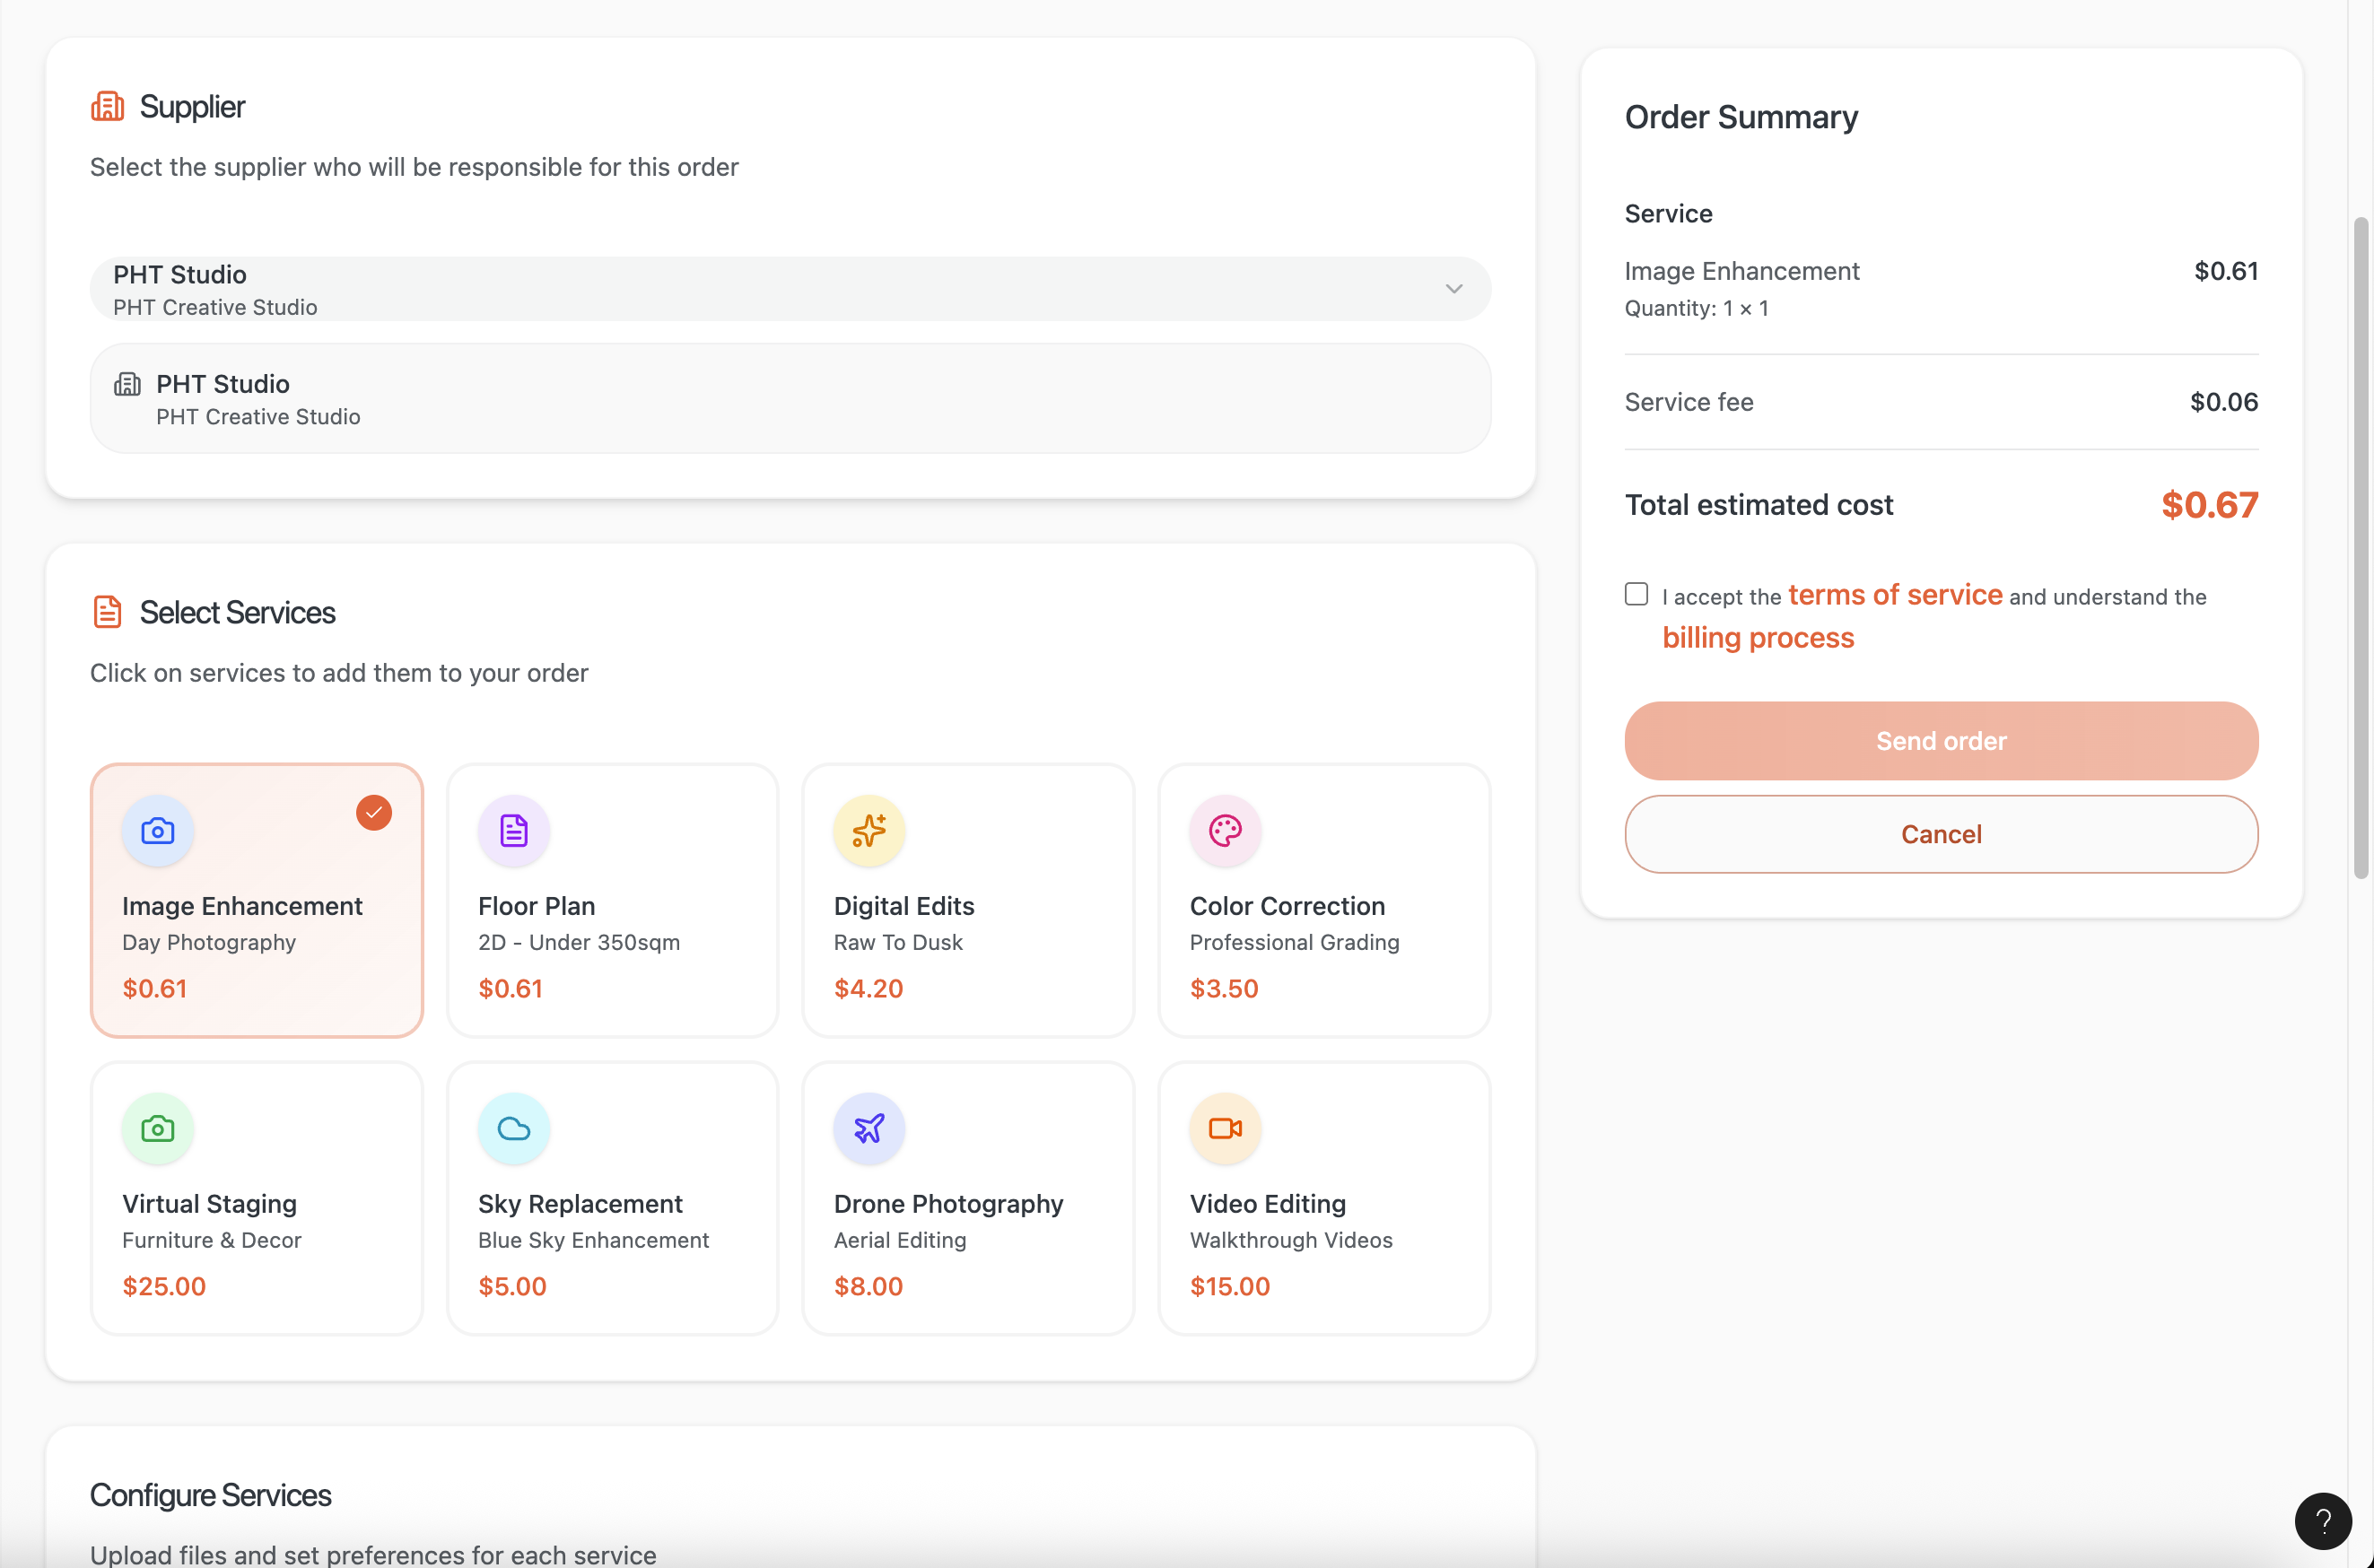 Supplier
Select the supplier who will be responsible for this order
PHT Studio
PHT Creative Studio
PHT Studio
PHT Creative Studio
Select Services
Click on services to add them to your order
Image Enhancement
Day Photography
$0.61
Floor Plan
2D - Under 350sqm
$0.61
Digital Edits
Raw To Dusk
$4.20
Color Correction
Professional Grading
$3.50
Virtual Staging
Furniture & Decor
$25.00
Sky Replacement
Blue Sky Enhancement
$5.00
Drone Photography
Aerial Editing
$8.00
Video Editing
Walkthrough Videos
$15.00
Configure Services
Upload files and set preferences for each service
Order Summary
Service
Image Enhancement $0.61
Quantity: 1 × 1
Service fee $0.06
Total estimated cost $0.67
I accept the terms of service and understand the
billing process
Send order
Cancel
?